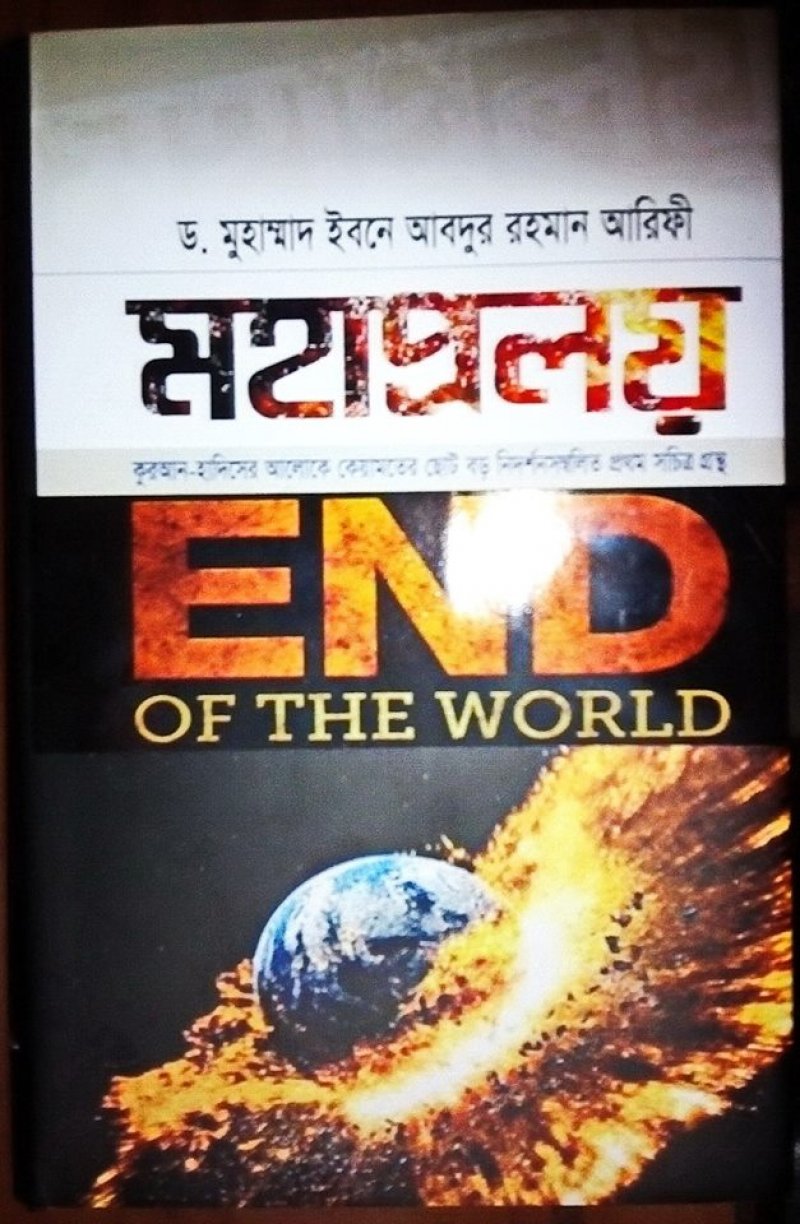 ড. মুহাম্মাদ ইবনে আবদুর রহমান আরিফী
মহাপ্রলয়
কুরআন-হাদিসের আলোকে কেয়ামতের ছোট বড় নিদর্শনসম্বলিত প্রথম সচিত্র গ্রন্থ
END
OF THE WORLD